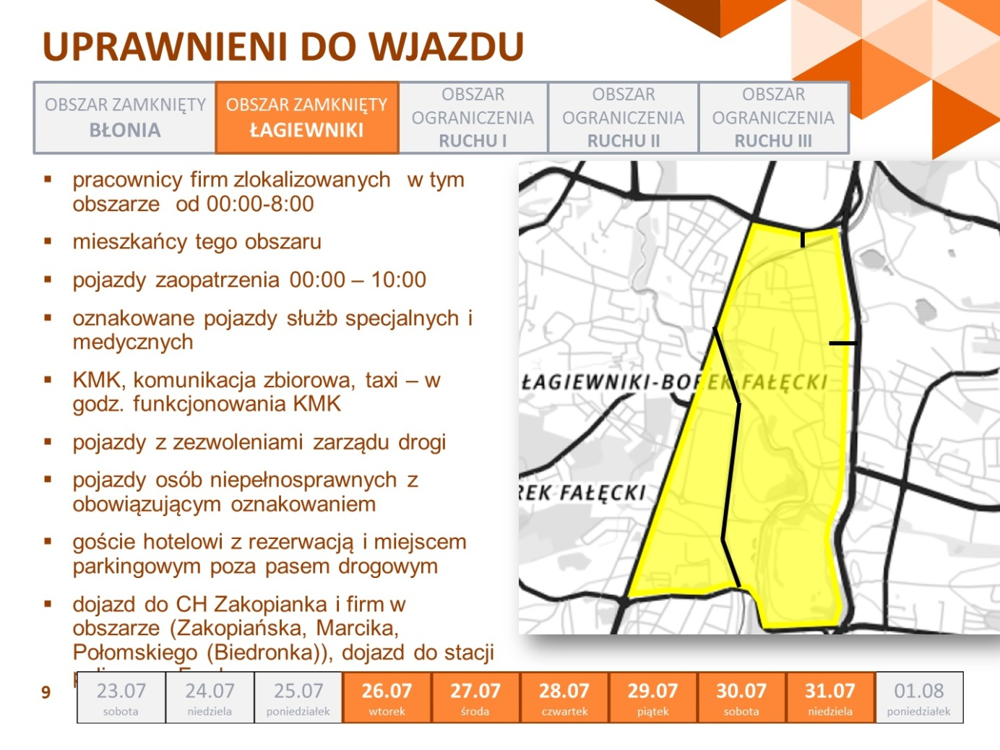 UPRAWNIENI DO WJAZDU
OBSZAR ZAMKNIĘTY
BŁONIA
OBSZAR ZAMKNIĘTY
ŁAGIEWNIKI
OBSZAR
OGRANICZENIA
RUCHU I
OBSZAR
OGRANICZENIA
RUCHU II
OBSZAR
OGRANICZENIA
RUCHU III
▪ pracownicy firm zlokalizowanych w tym
obszarze od 00:00-8:00
▪ mieszkańcy tego obszaru
▪ pojazdy zaopatrzenia 00:00 – 10:00
▪ oznakowane pojazdy służb specjalnych i
medycznych
▪ KMK, komunikacja zbiorowa, taxi – w
godz. funkcjonowania KMK
▪ pojazdy z zezwoleniami zarządu drogi
▪ pojazdy osób niepełnosprawnych z
obowiązującym oznakowaniem
▪ goście hotelowi z rezerwacją i miejscem
parkingowym poza pasem drogowym
▪ dojazd do CH Zakopianka i firm w
obszarze (Zakopiańska, Marcika,
Połomskiego (Biedronka)), dojazd do stacji
ŁAGIEWNIKI-BOREK FAŁĘCKI
REK FAŁĘCKI
9
23.07
sobota
24.07
niedziela
25.07
poniedziałek
26.07
wtorek
27.07
środa
28.07
czwartek
29.07
piątek
30.07
sobota
31.07
niedziela
01.08
poniedziałek